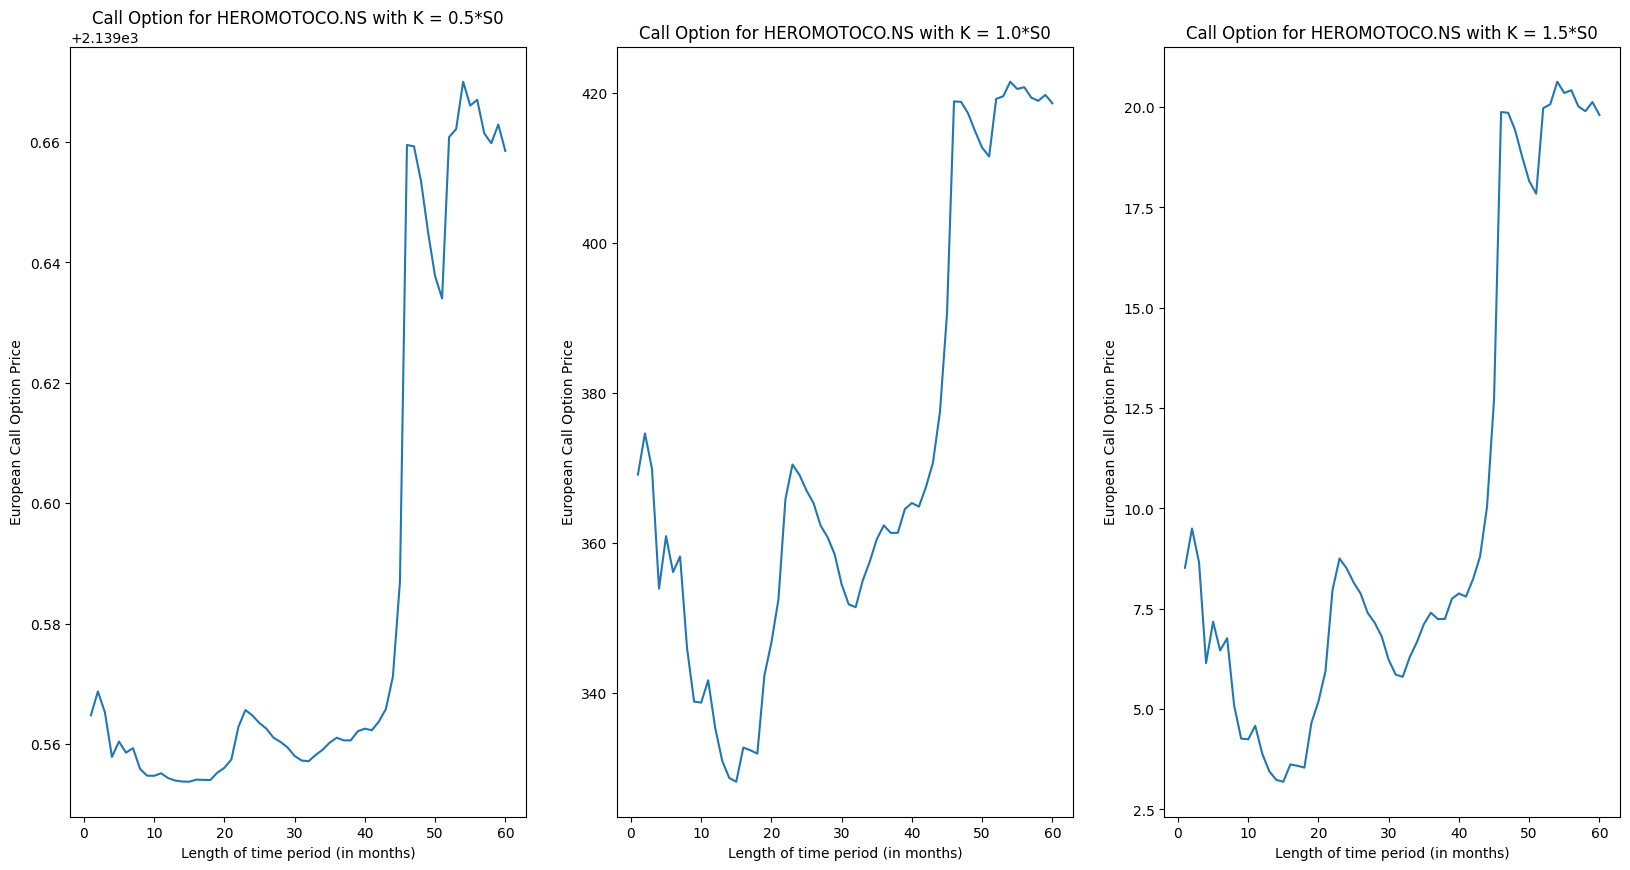 Call Option for HEROMOTOCO.NS with K = 0.5*S0
+2.139e3
0.66
0.64
0.62
0.60
0.58
0.56
European Call Option Price
0 10 20 30 40 50 60
Length of time period (in months)
Call Option for HEROMOTOCO.NS with K = 1.0*S0
420
400
380
360
340
European Call Option Price
0 10 20 30 40 50 60
Length of time period (in months)
Call Option for HEROMOTOCO.NS with K = 1.5*S0
20.0
17.5
15.0
12.5
10.0
7.5
5.0
2.5
European Call Option Price
0 10 20 30 40 50 60
Length of time period (in months)